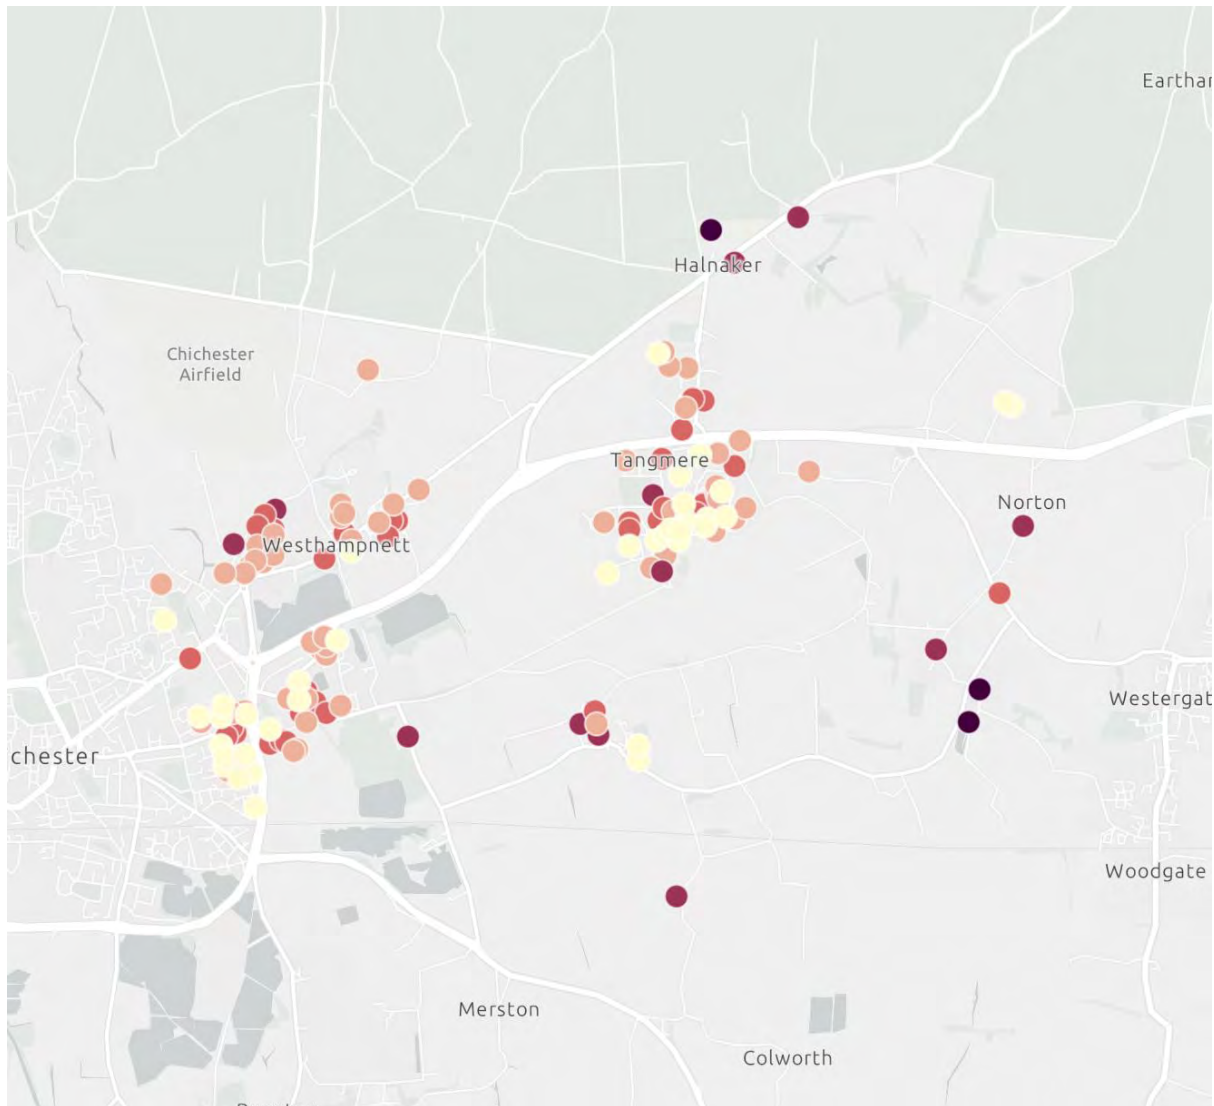 Earthar
Halnaker
Chichester
Airfield
Tangmere
Norton
Westhampnett
Westergat
chester
Woodgate
Merston
Colworth